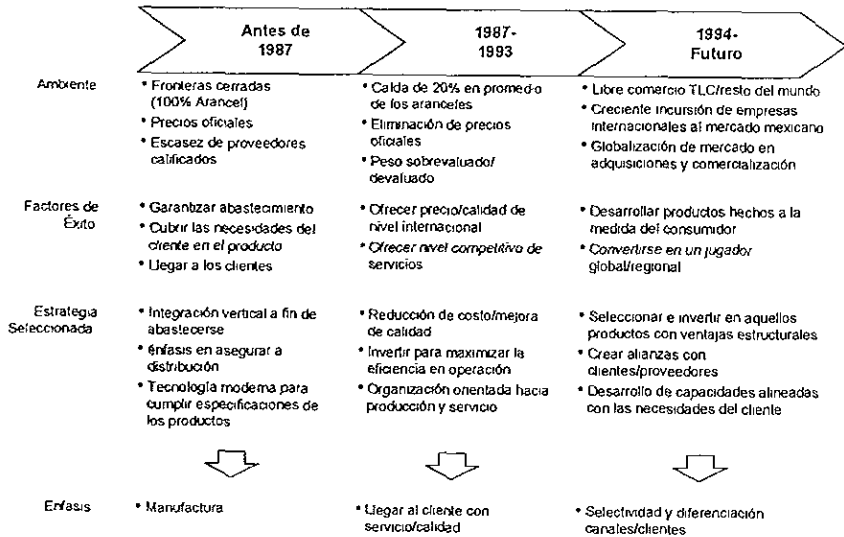 Antes de
1987
1987-
1993
1994-
Futuro
Ambiente
• Fronteras cerradas
(100% Arancel)
• Precios oficiales
• Escasez de proveedores
calificados
• Caida de 20% en promedio
de los aranceles
• Eliminación de precios
oficiales
• Peso sobrevaluado/
devaluado
• Libre comercio TLC/resto del mundo
• Creciente incursión de empresas
internacionales al mercado mexicano
• Globalización de mercado en
adquisiciones y comercialización
Factores de
Éxito
• Garantizar abastecimiento
• Cubrir las necesidades del
cliente en el producto
• Llegar a los clientes
• Ofrecer precio/calidad de
nivel internacional
• Ofrecer nivel competitivo de
servicios
• Desarrollar productos hechos a la
medida del consumidor
• Convertirse en un jugador
global/regional
Estrategia
Seleccionada
• Integración vertical a fin de
abastecerse
• énfasis en asegurar a
distribución
• Tecnología moderna para
cumplir especificaciones de
los productos
• Reducción de costo/mejora
de calidad
• Invertir para maximizar la
eficiencia en operación
• Organización orientada hacia
producción y servicio
• Seleccionar e invertir en aquellos
productos con ventajas estructurales
• Crear alianzas con
clientes/proveedores
• Desarrollo de capacidades alineadas
con las necesidades del cliente
Enfasis
• Manufactura
• Llegar al cliente con
servicio/calidad
• Selectividad y diferenciación
canales/clientes